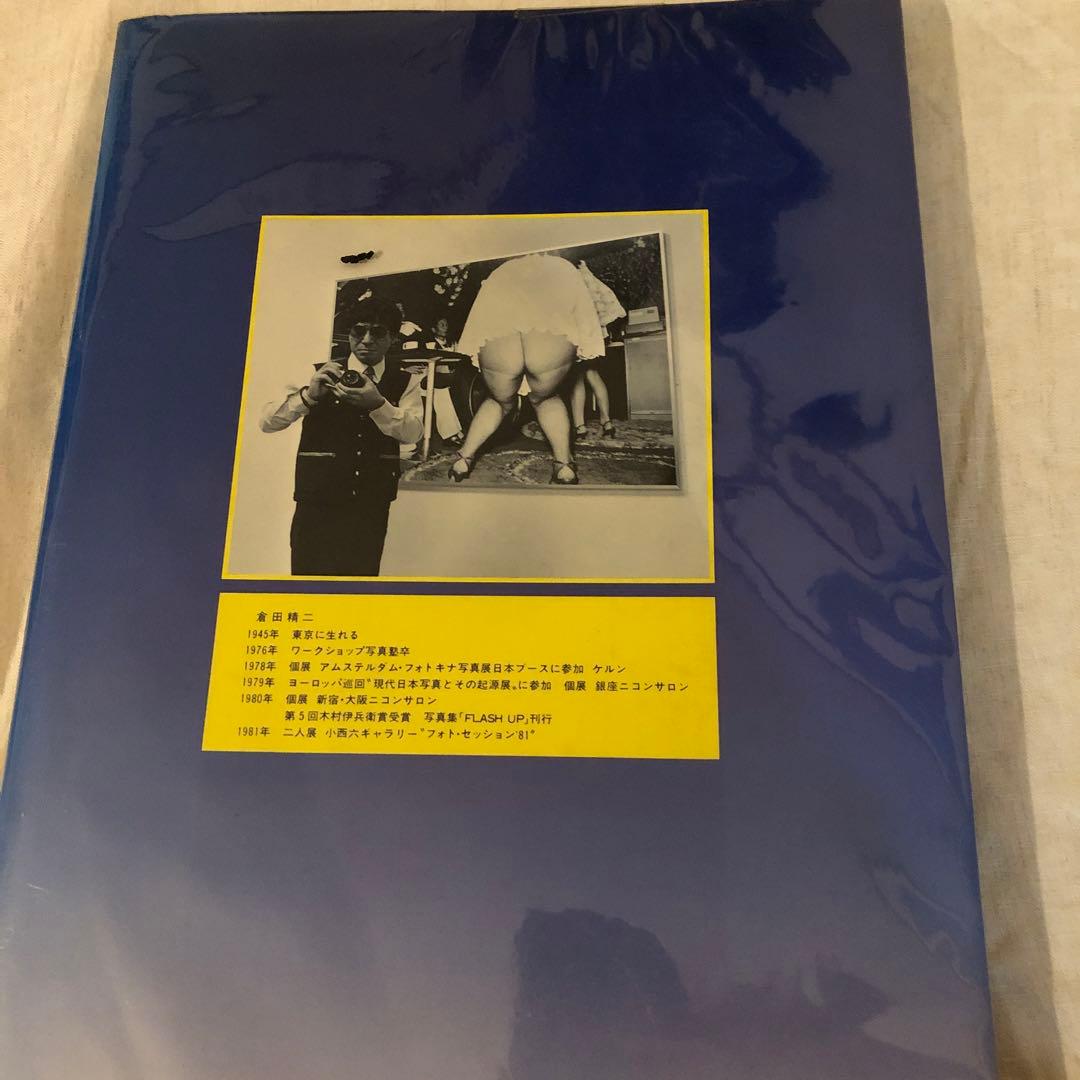 倉田精二
1945年 東京に生れる
1976年 ワークショップ写真塾卒
1978年 個展 アムステルダム・フォトキナ写真展日本ブースに参加 ケルン
1979年 ヨーロッパ巡回“現代日本写真とその起源展„に参加 個展 銀座ニコンサロン
1980年 個展 新宿・大阪ニコンサロン
第5回木村伊兵衛賞受賞 写真集「FLASH UP」刊行
1981年 二人展 小西六ギャラリー“フォト・セッション'81”